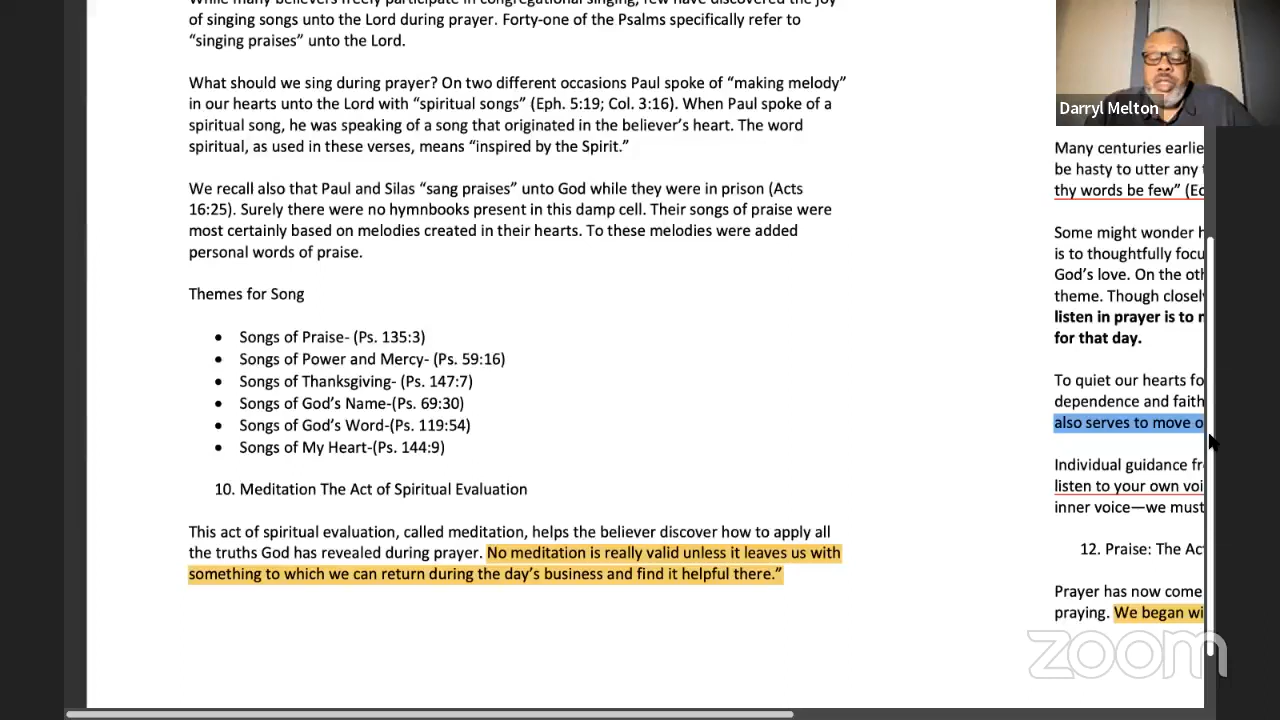 While many believers freely participate in congregational singing, few have discovered the joy
of singing songs unto the Lord during prayer. Forty-one of the Psalms specifically refer to
“singing praises” unto the Lord.
What should we sing during prayer? On two different occasions Paul spoke of “making melody”
in our hearts unto the Lord with “spiritual songs” (Eph. 5:19; Col. 3:16). When Paul spoke of a
spiritual song, he was speaking of a song that originated in the believer’s heart. The word
spiritual, as used in these verses, means “inspired by the Spirit.”
We recall also that Paul and Silas “sang praises” unto God while they were in prison (Acts
16:25). Surely there were no hymnbooks present in this damp cell. Their songs of praise were
most certainly based on melodies created in their hearts. To these melodies were added
personal words of praise.
Themes for Song
• Songs of Praise- (Ps. 135:3)
• Songs of Power and Mercy- (Ps. 59:16)
• Songs of Thanksgiving- (Ps. 147:7)
• Songs of God’s Name-(Ps. 69:30)
• Songs of God’s Word-(Ps. 119:54)
• Songs of My Heart-(Ps. 144:9)
10. Meditation The Act of Spiritual Evaluation
This act of spiritual evaluation, called meditation, helps the believer discover how to apply all
the truths God has revealed during prayer. No meditation is really valid unless it leaves us with
something to which we can return during the day’s business and find it helpful there.”
Darryl Melton
Many centuries earlie
be hasty to utter any
thy words be few” (Ec
Some might wonder h
is to thoughtfully focu
God’s love. On the oth
theme. Though closel
listen in prayer is to
for that day.
To quiet our hearts fo
dependence and faith
also serves to move o
Individual guidance fr
listen to your own voi
inner voice—we must
12. Praise: The Ac
Prayer has now come
praying. We began wi
zoom